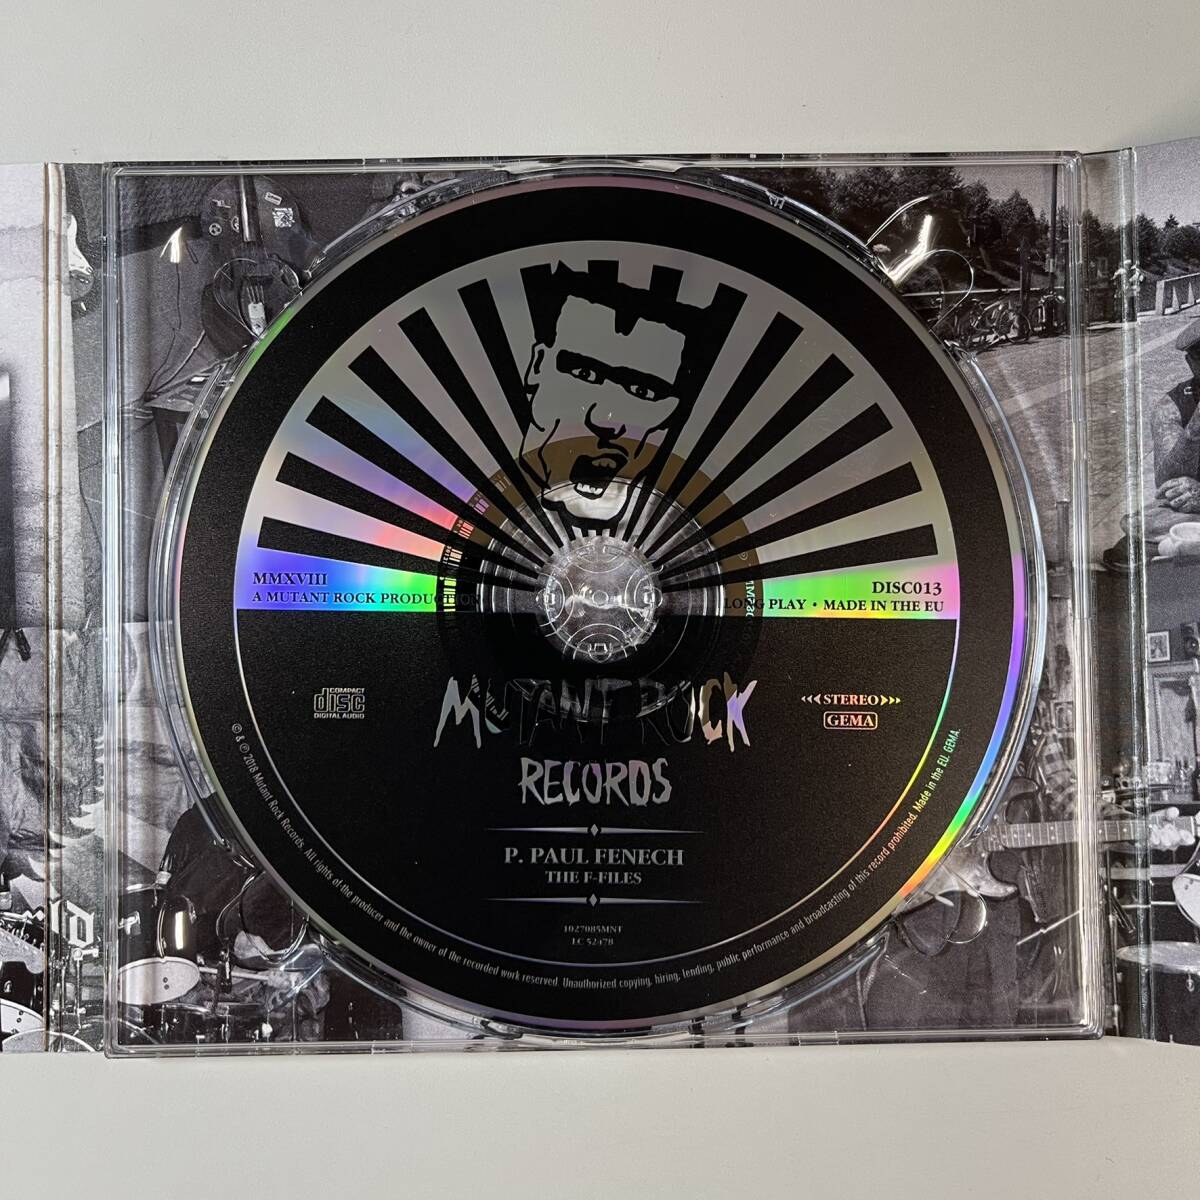 MMXVIII
A MUTANT ROCK PRODUCTION
DISC013
LONG PLAY • MADE IN THE EU
COMPACT
disc
DIGITAL AUDIO
MUTANT ROCK
RECORDS
STEREO
GEMA
P. PAUL FENECH
THE F-FILES
1027085MNT
LC 52478
© & ℗ 2018 Mutant Rock Records. All rights of the producer and the owner of the recorded work reserved. Unauthorized copying, hiring, lending, public performance and broadcasting of this record prohibited. Made in the EU. GEMA.